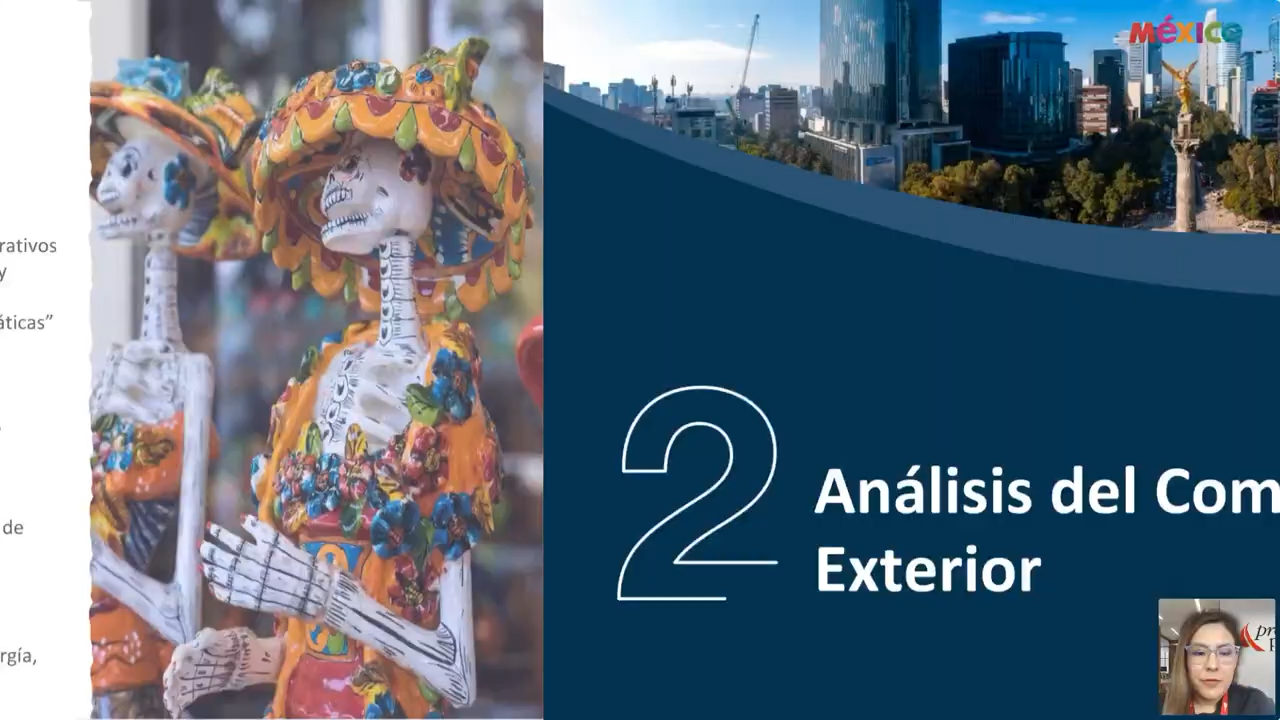 rativos
y
áticas”
de
rgía,
México
2
Análisis del Com
Exterior